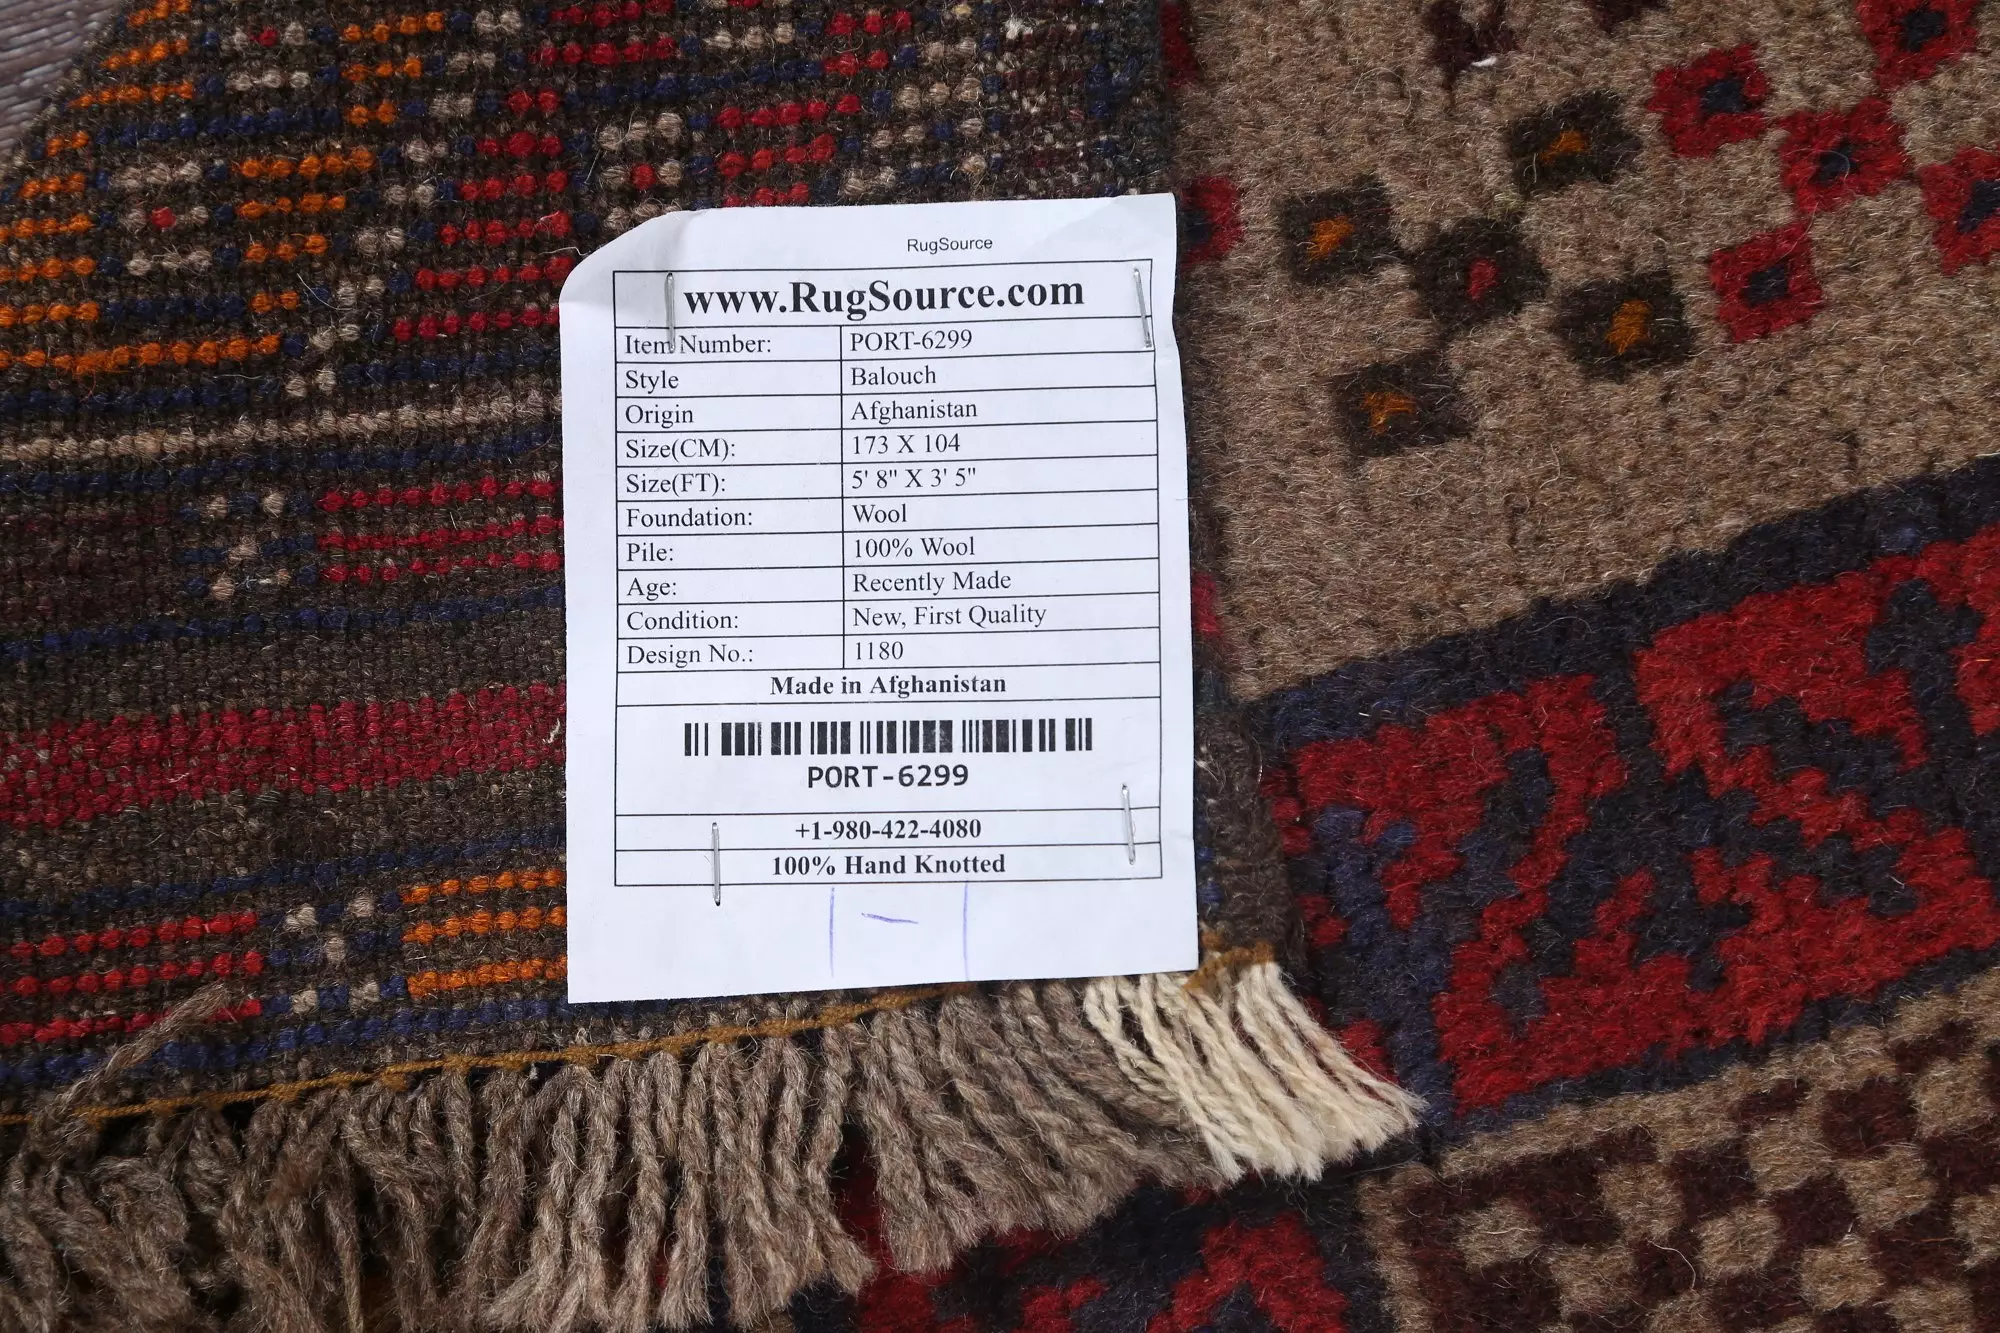 RugSource
www.RugSource.com
Item Number: PORT-6299
Style Balouch
Origin Afghanistan
Size(CM): 173 X 104
Size(FT): 5' 8" X 3' 5"
Foundation: Wool
Pile: 100% Wool
Age: Recently Made
Condition: New, First Quality
Design No.: 1180
Made in Afghanistan
PORT-6299
+1-980-422-4080
100% Hand Knotted
| - |